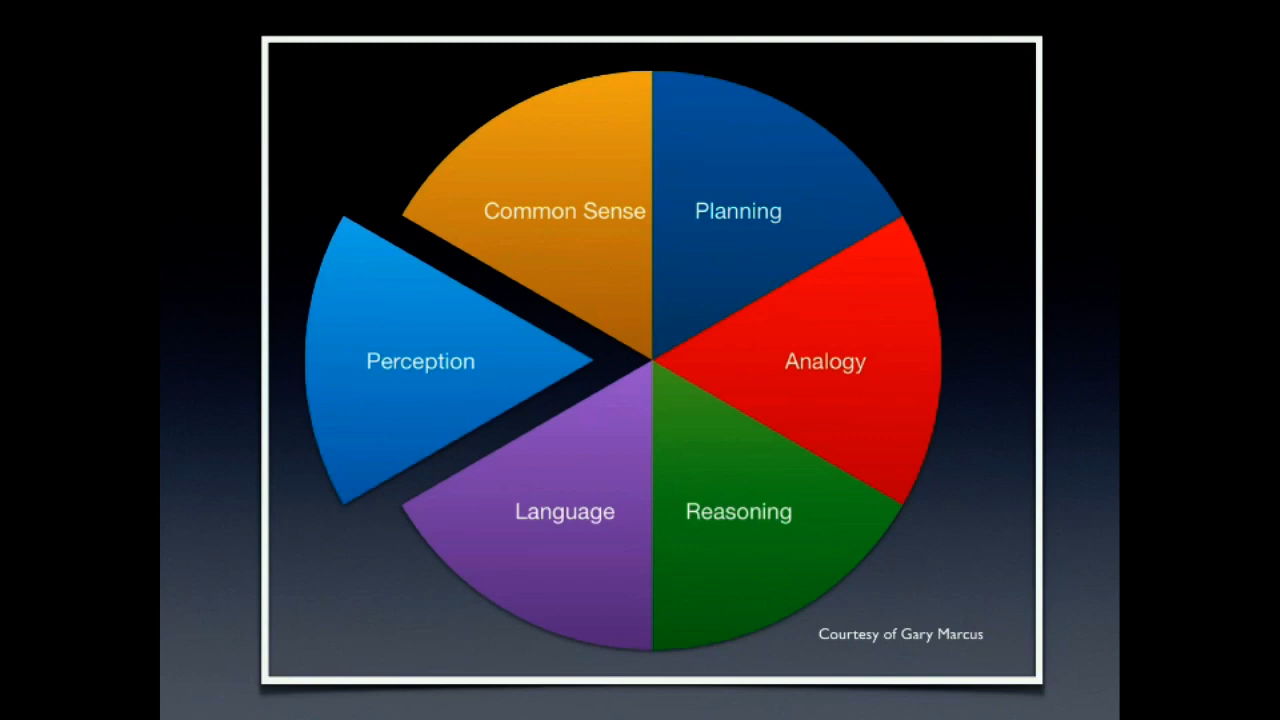 Common Sense
Planning
Perception
Analogy
Language
Reasoning
Courtesy of Gary Marcus